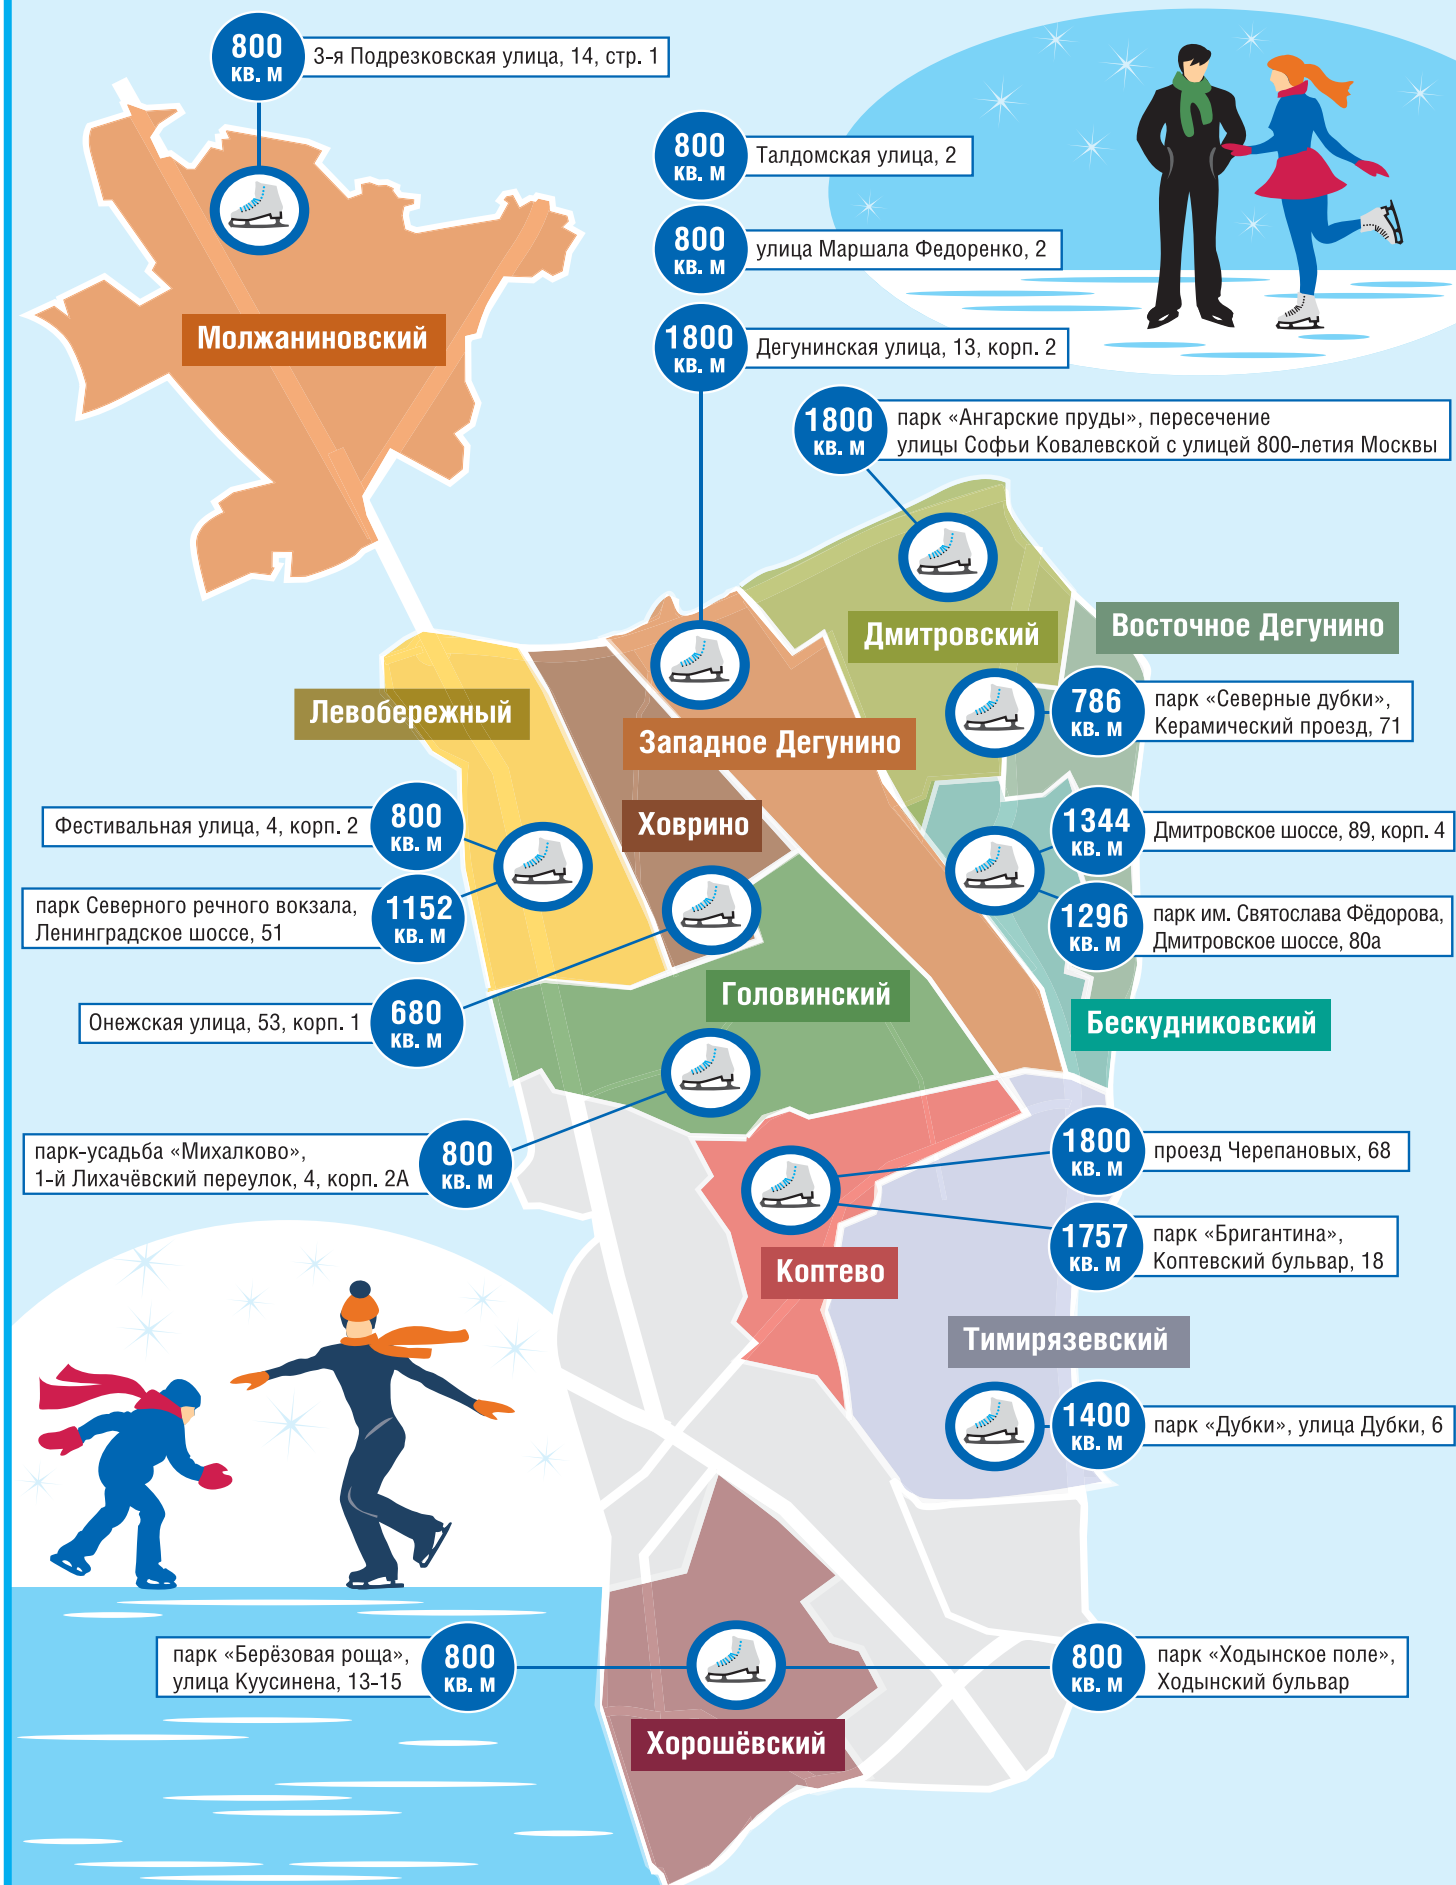 800
КВ. М
3-я Подрезковская улица, 14, стр. 1
800
КВ. М
Талдомская улица, 2
800
КВ. М
улица Маршала Федоренко, 2
Молжаниновский
1800
КВ. М
Дегунинская улица, 13, корп. 2
1800
КВ. М
парк «Ангарские пруды», пересечение
улицы Софьи Ковалевской с улицей 800-летия Москвы
Дмитровский
Восточное Дегунино
Левобережный
Западное Дегунино
786
КВ. М
парк «Северные дубки»,
Керамический проезд, 71
Фестивальная улица, 4, корп. 2
800
КВ. М
Ховрино
1344
КВ. М
Дмитровское шоссе, 89, корп. 4
парк Северного речного вокзала,
Ленинградское шоссе, 51
1152
КВ. М
1296
КВ. М
парк им. Святослава Фёдорова,
Дмитровское шоссе, 80а
Онежская улица, 53, корп. 1
680
КВ. М
Головинский
Бескудниковский
парк-усадьба «Михалково»,
1-й Лихачёвский переулок, 4, корп. 2А
800
КВ. М
1800
КВ. М
проезд Черепановых, 68
1757
КВ. М
парк «Бригантина»,
Коптевский бульвар, 18
Коптево
Тимирязевский
1400
КВ. М
парк «Дубки», улица Дубки, 6
парк «Берёзовая роща»,
улица Куусинена, 13-15
800
КВ. М
800
КВ. М
парк «Ходынское поле»,
Ходынский бульвар
Хорошёвский